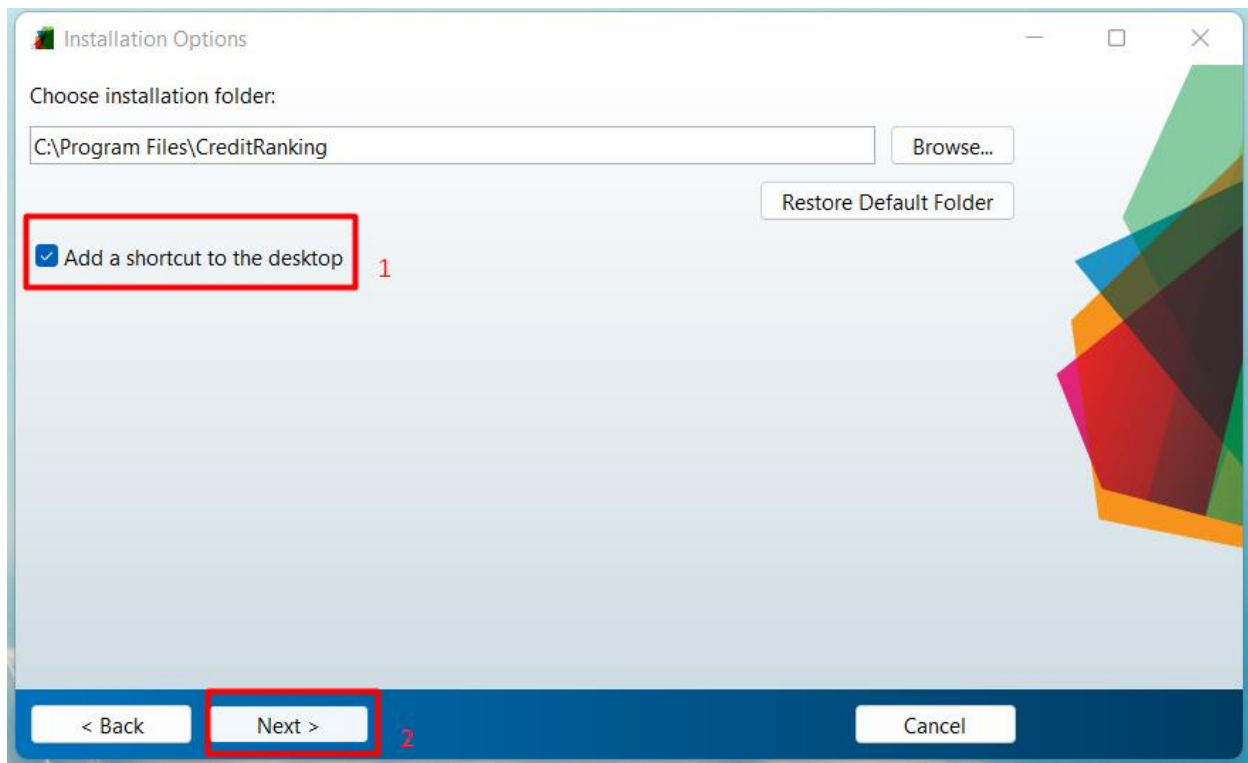 Installation Options
Choose installation folder:
C:\Program Files\CreditRanking
Browse...
Restore Default Folder
Add a shortcut to the desktop
1
< Back
Next >
2
Cancel